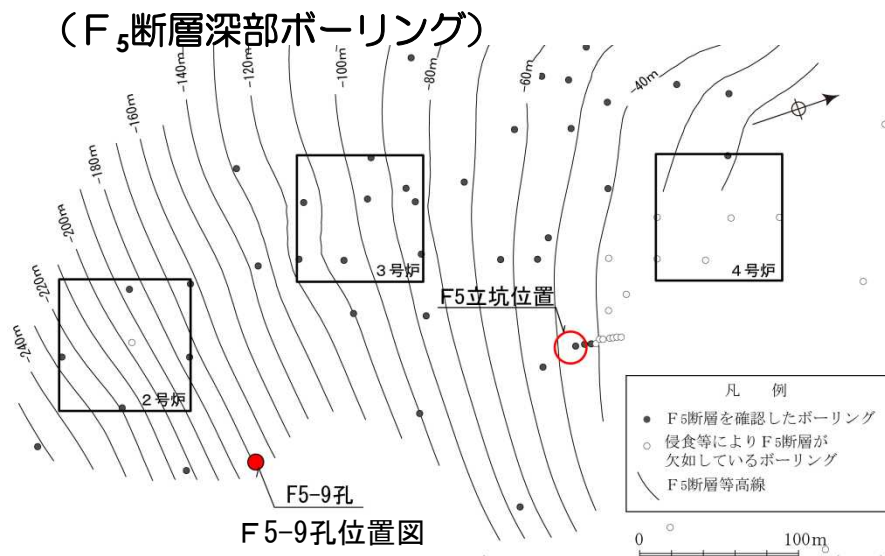 （Ｆ₅断層深部ボーリング）
-140m
-120m
-100m
-80m
-60m
-40m
-160m
-180m
-200m
-220m
-240m
３号炉
４号炉
２号炉
F5立坑位置
凡　例
Ｆ5断層を確認したボーリング
侵食等によりＦ5断層が
欠如しているボーリング
Ｆ5断層等高線
F5-9孔
Ｆ5-9孔位置図
0　100m